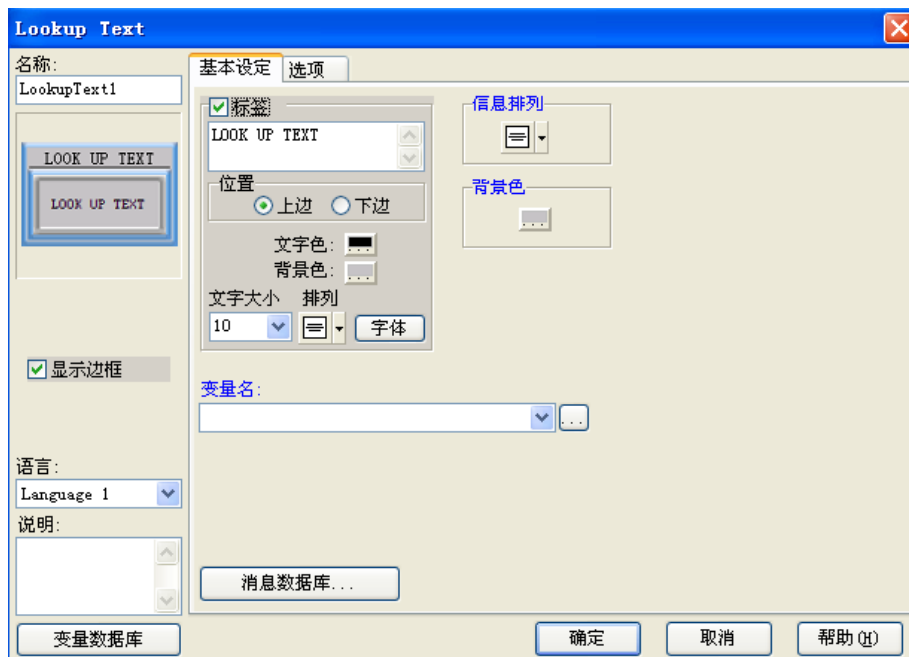 Lookup Text
名称:
LookupText1
LOOK UP TEXT
LOOK UP TEXT
显示边框
语言:
Language 1
说明:
变量数据库
基本设定 选项
标签
LOOK UP TEXT
位置
上边 下边
文字色: ...
背景色: ...
文字大小 排列
10 字体
信息排列
背景色
...
变量名:
...
消息数据库...
确定 取消 帮助(H)